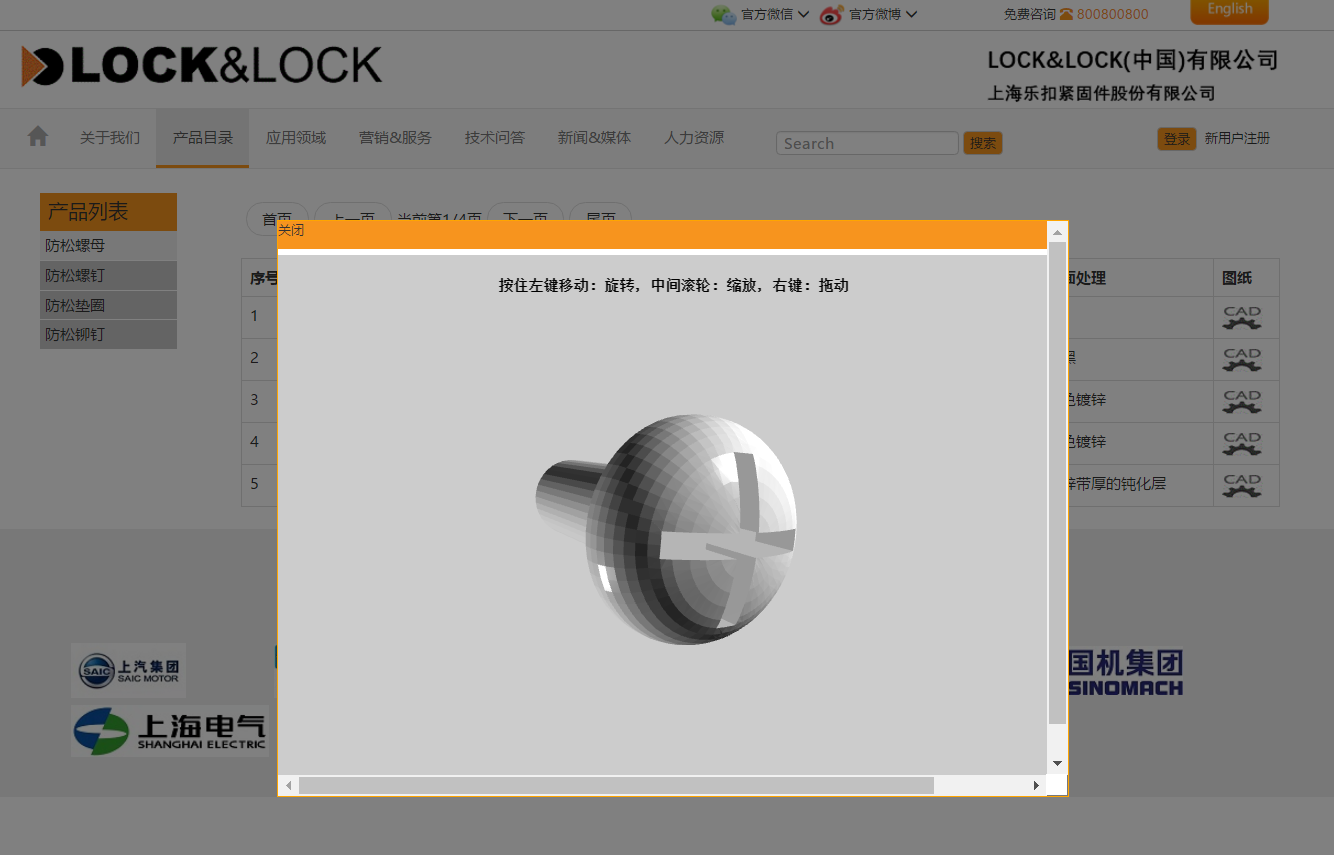 官方微信 官方微博 免费咨询 800800800 English
LOCK&LOCK
LOCK&LOCK(中国)有限公司
上海乐扣紧固件股份有限公司
关于我们 产品目录 应用领域 营销&服务 技术问答 新闻&媒体 人力资源 Search 搜索 登录 新用户注册
产品列表
防松螺母
防松螺钉
防松垫圈
防松铆钉
首页 上一页 当前第1/4页 下一页 尾页
关闭
按住左键移动：旋转，中间滚轮：缩放，右键：拖动
序号 面处理 图纸
1 CAD
2 黑 CAD
3 色镀锌 CAD
4 色镀锌 CAD
5 锌带厚的钝化层 CAD
SAIC 上汽集团
SAIC MOTOR
国机集团
SINOMACH
上海电气
SHANGHAI ELECTRIC